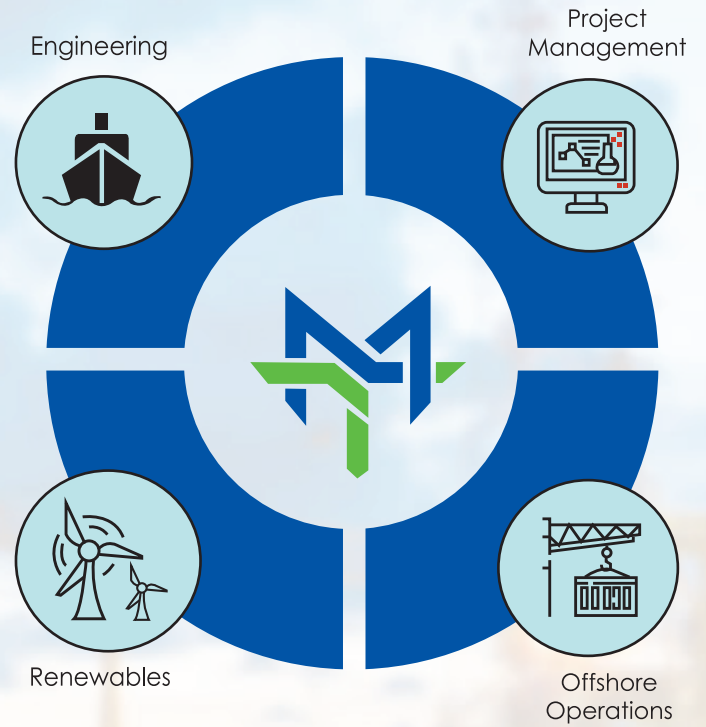 Engineering
Project
Management
Renewables
Offshore
Operations